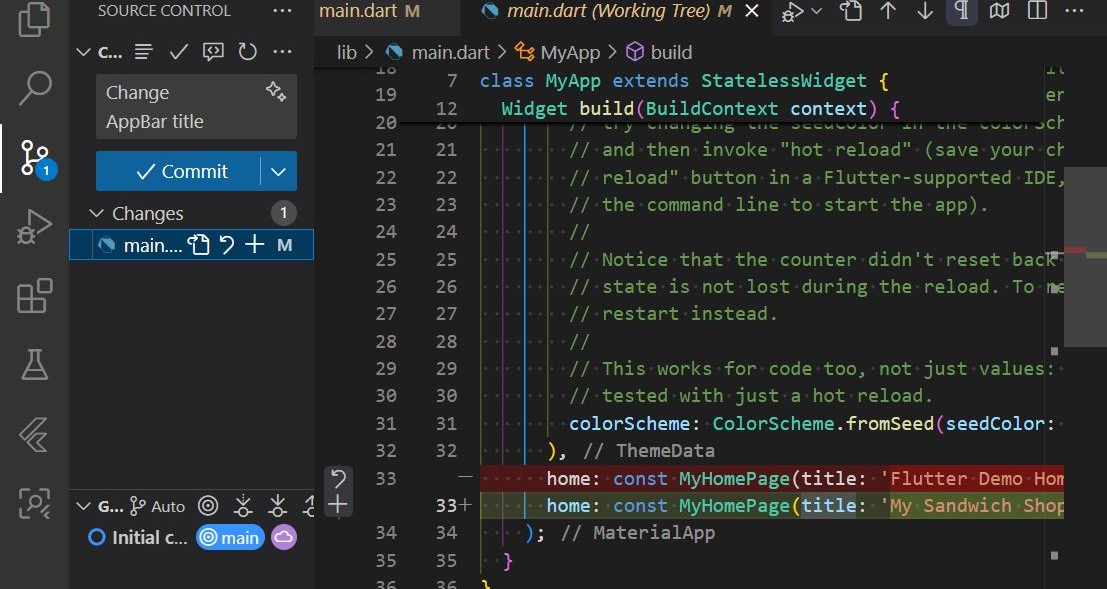 SOURCE CONTROL
C...
Change
AppBar title
Commit
Changes 1
main.... M
1
G... Auto
Initial c... main
main.dart M
main.dart (Working Tree) M
lib > main.dart > MyApp > build
18
19
7 class MyApp extends StatelessWidget {
12 Widget build(BuildContext context) {
20 20 // try changing the seedColor in the colorSch
21 21 // and then invoke "hot reload" (save your ch
22 22 // reload" button in a Flutter-supported IDE,
23 23 // the command line to start the app).
24 24 //
25 25 // Notice that the counter didn't reset back
26 26 // state is not lost during the reload. To re
27 27 // restart instead.
28 28 //
29 29 // This works for code too, not just values:
30 30 // tested with just a hot reload.
31 31 colorScheme: ColorScheme.fromSeed(seedColor:
32 32 ), // ThemeData
33 — home: const MyHomePage(title: 'Flutter Demo Hom
33+ home: const MyHomePage(title: 'My Sandwich Shop
34 34 ); // MaterialApp
35 35 }
36 36 }